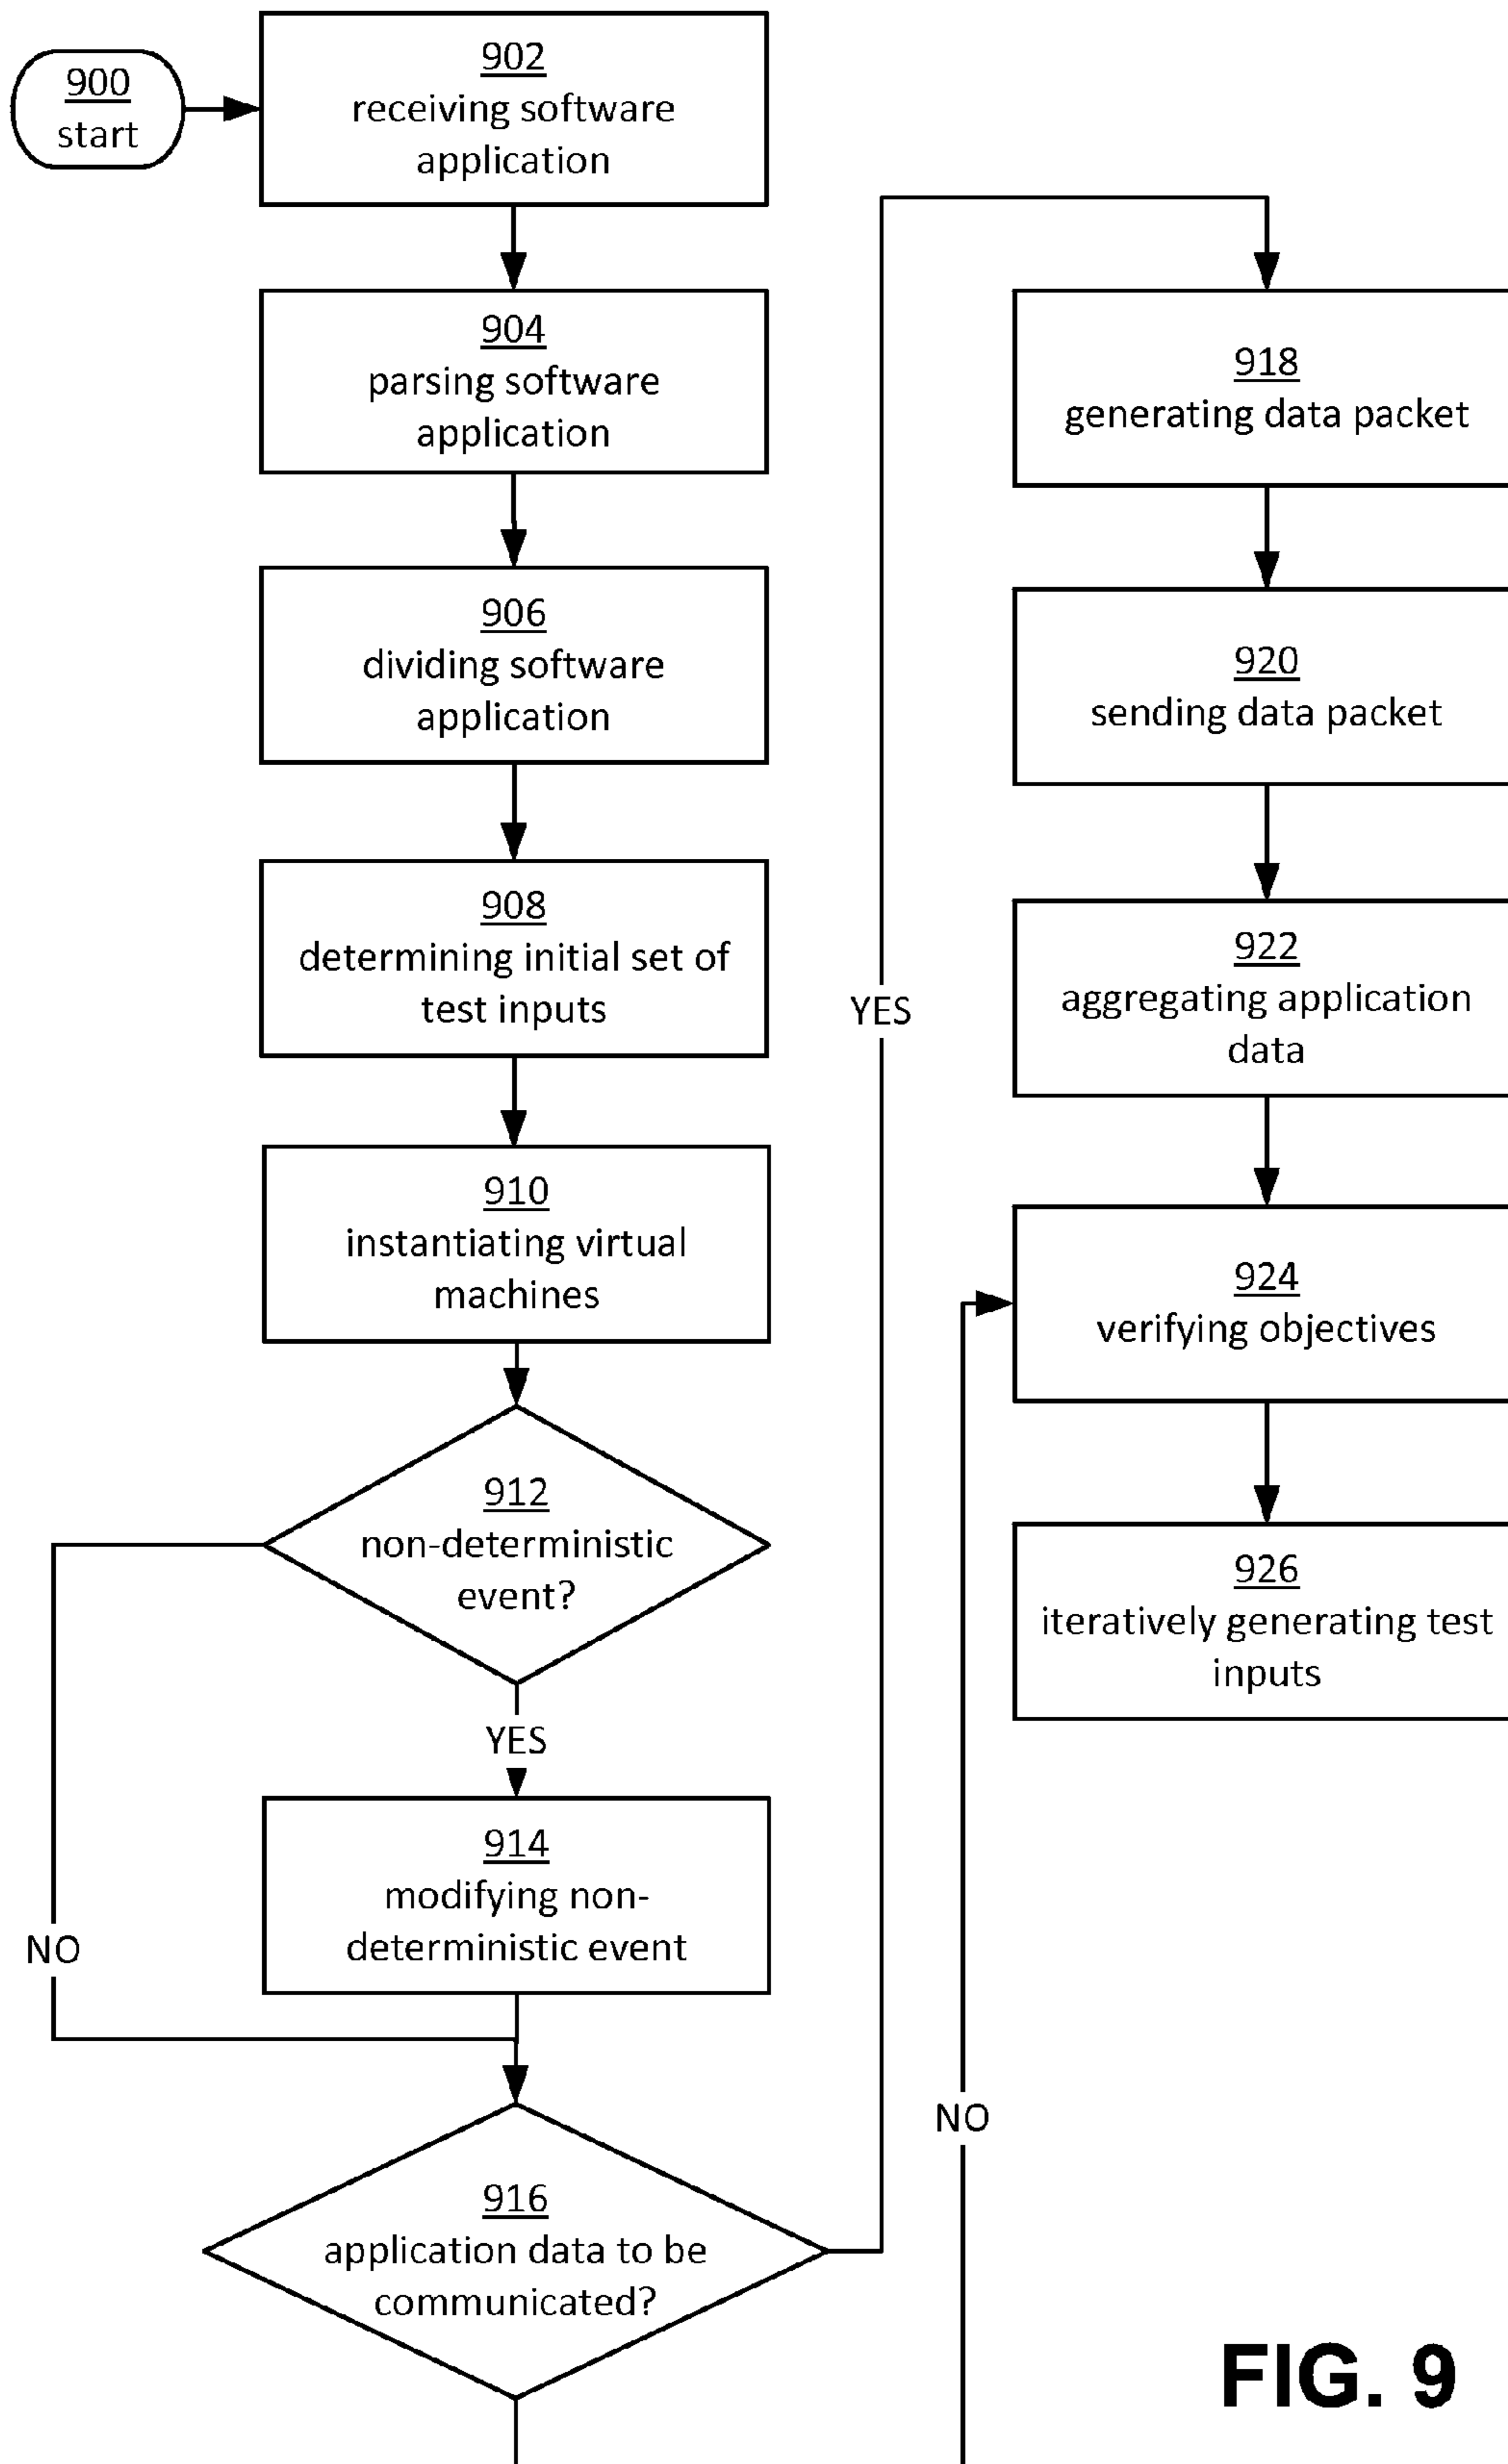 900
start
902
receiving software
application
904
parsing software
application
906
dividing software
application
908
determining initial set of
test inputs
910
instantiating virtual
machines
912
non-deterministic
event?
YES
NO
914
modifying non-
deterministic event
916
application data to be
communicated?
YES
NO
918
generating data packet
920
sending data packet
922
aggregating application
data
924
verifying objectives
926
iteratively generating test
inputs
FIG. 9